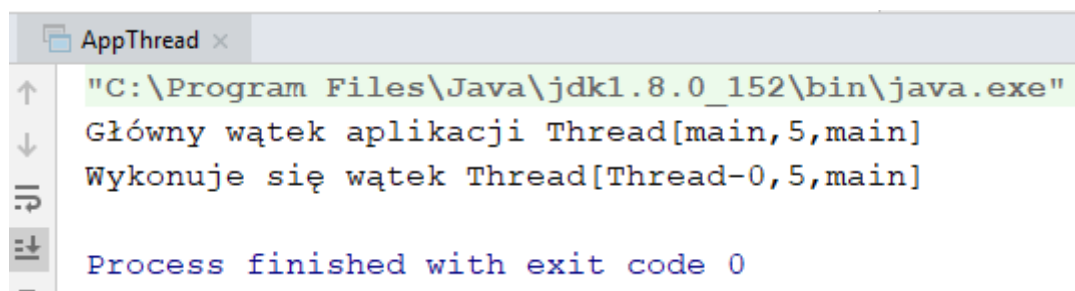 AppThread
"C:\Program Files\Java\jdk1.8.0_152\bin\java.exe"
Główny wątek aplikacji Thread[main,5,main]
Wykonuje się wątek Thread[Thread-0,5,main]
Process finished with exit code 0